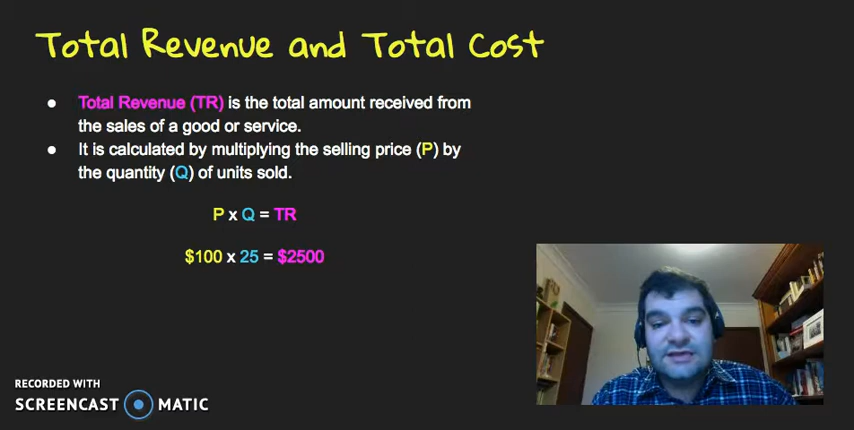 Total Revenue and Total Cost
● Total Revenue (TR) is the total amount received from
the sales of a good or service.
● It is calculated by multiplying the selling price (P) by
the quantity (Q) of units sold.
P x Q = TR
$100 x 25 = $2500
RECORDED WITH
SCREENCAST MATIC